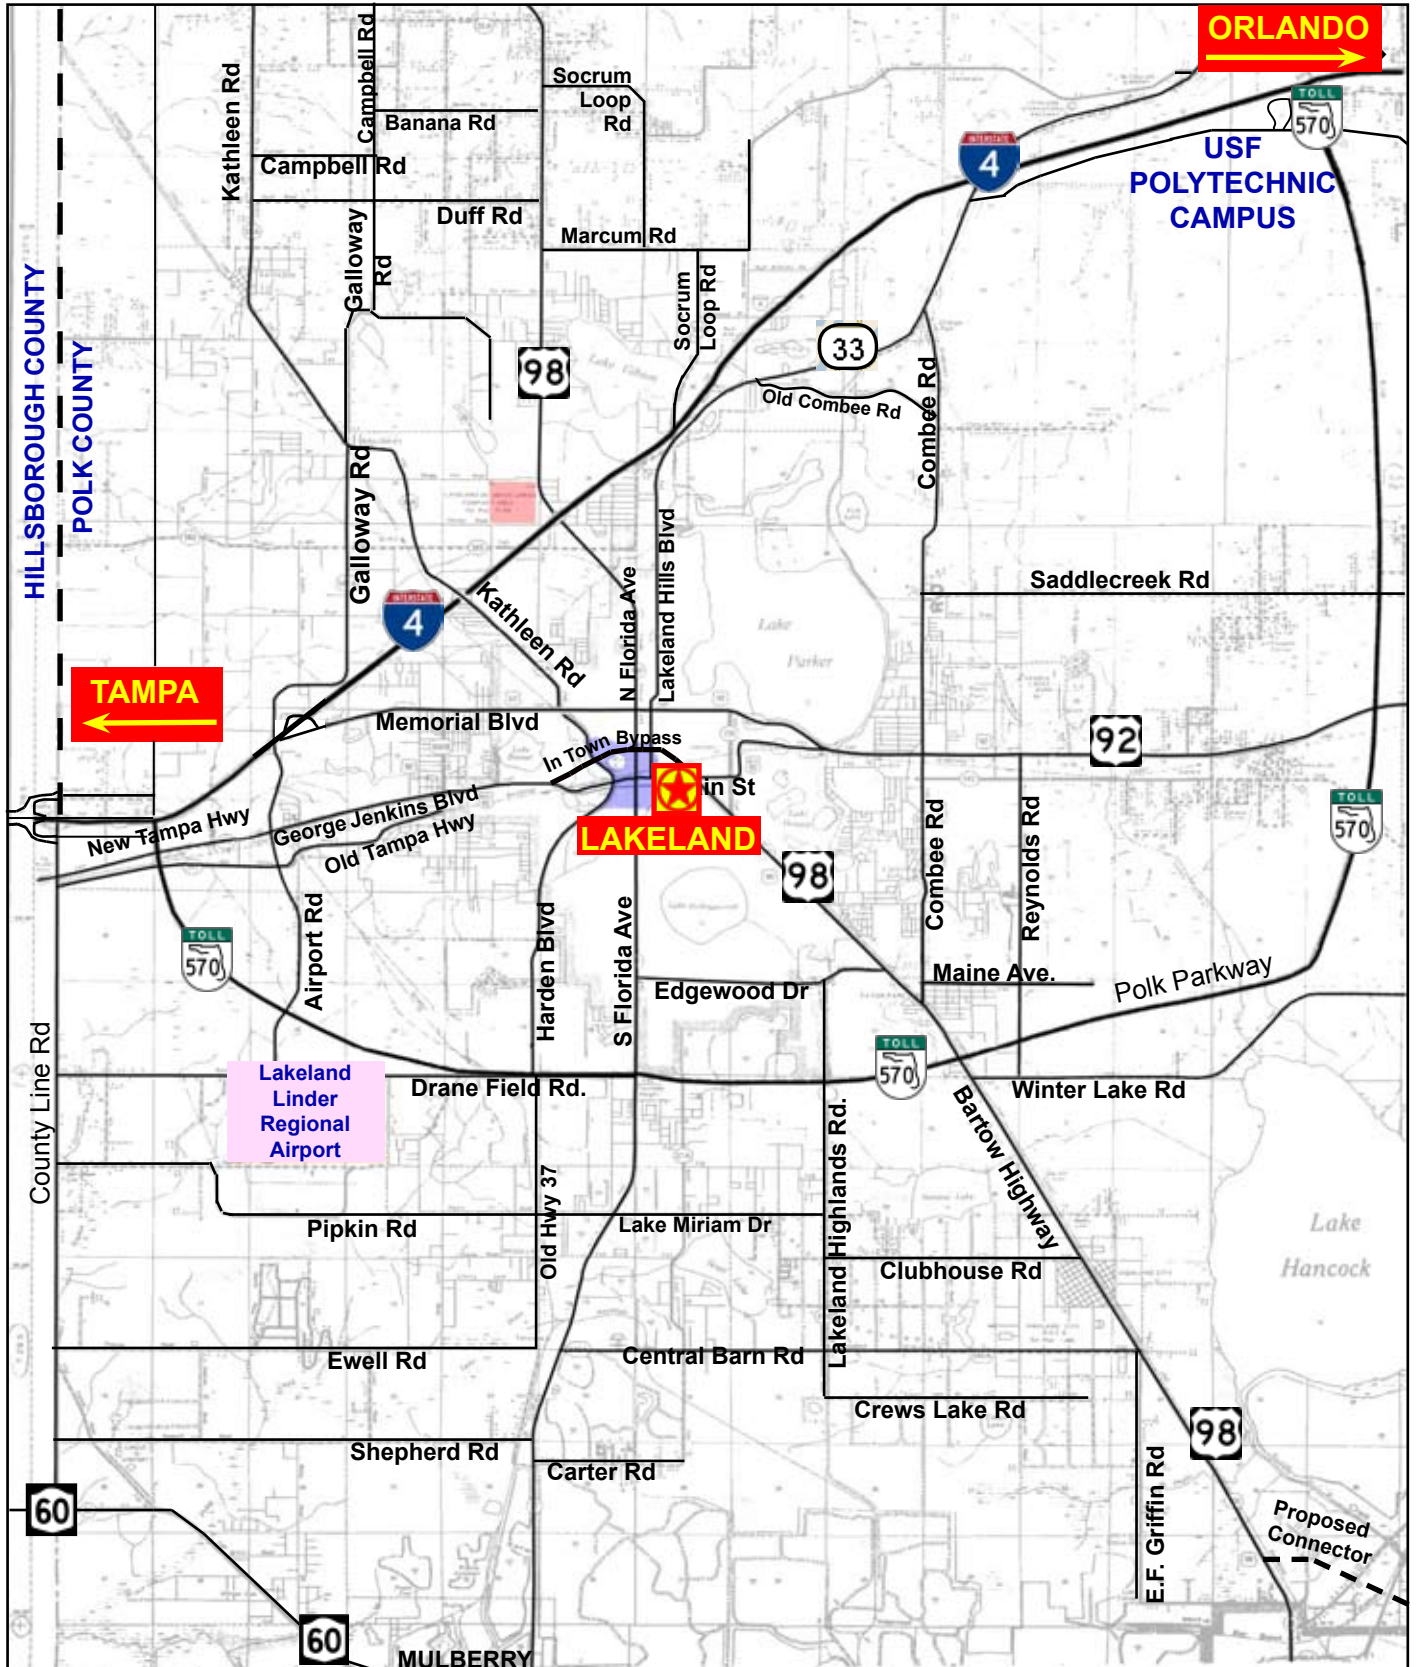 ORLANDO
TOLL
570
Kathleen Rd
Campbell Rd
Socrum
Loop
Rd
Banana Rd
Campbell Rd
INTERSTATE
4
USF
POLYTECHNIC
CAMPUS
Duff Rd
Galloway
Rd
Marcum Rd
Socrum
Loop Rd
HILLSBOROUGH COUNTY
POLK COUNTY
98
Lake Gibson
33
Old Combee Rd
Combee Rd
Galloway Rd
N Florida Ave
Lakeland Hills Blvd
Saddlecreek Rd
INTERSTATE
4
Kathleen Rd
Lake
Parker
TAMPA
Memorial Blvd
In Town Bypass
92
in St
New Tampa Hwy
George Jenkins Blvd
Old Tampa Hwy
LAKELAND
TOLL
570
98
Combee Rd
Reynolds Rd
Airport Rd
Harden Blvd
S Florida Ave
TOLL
570
Edgewood Dr
Maine Ave.
Polk Parkway
County Line Rd
TOLL
570
Lakeland
Linder
Regional
Airport
Drane Field Rd.
Winter Lake Rd
Bartow Highway
Lakeland Highlands Rd.
Old Hwy 37
Pipkin Rd
Lake Miriam Dr
Lake
Hancock
Clubhouse Rd
Lakeland Highlands Rd
Ewell Rd
Central Barn Rd
Crews Lake Rd
98
Shepherd Rd
Carter Rd
E.F. Griffin Rd
60
Proposed
Connector
60
MULBERRY